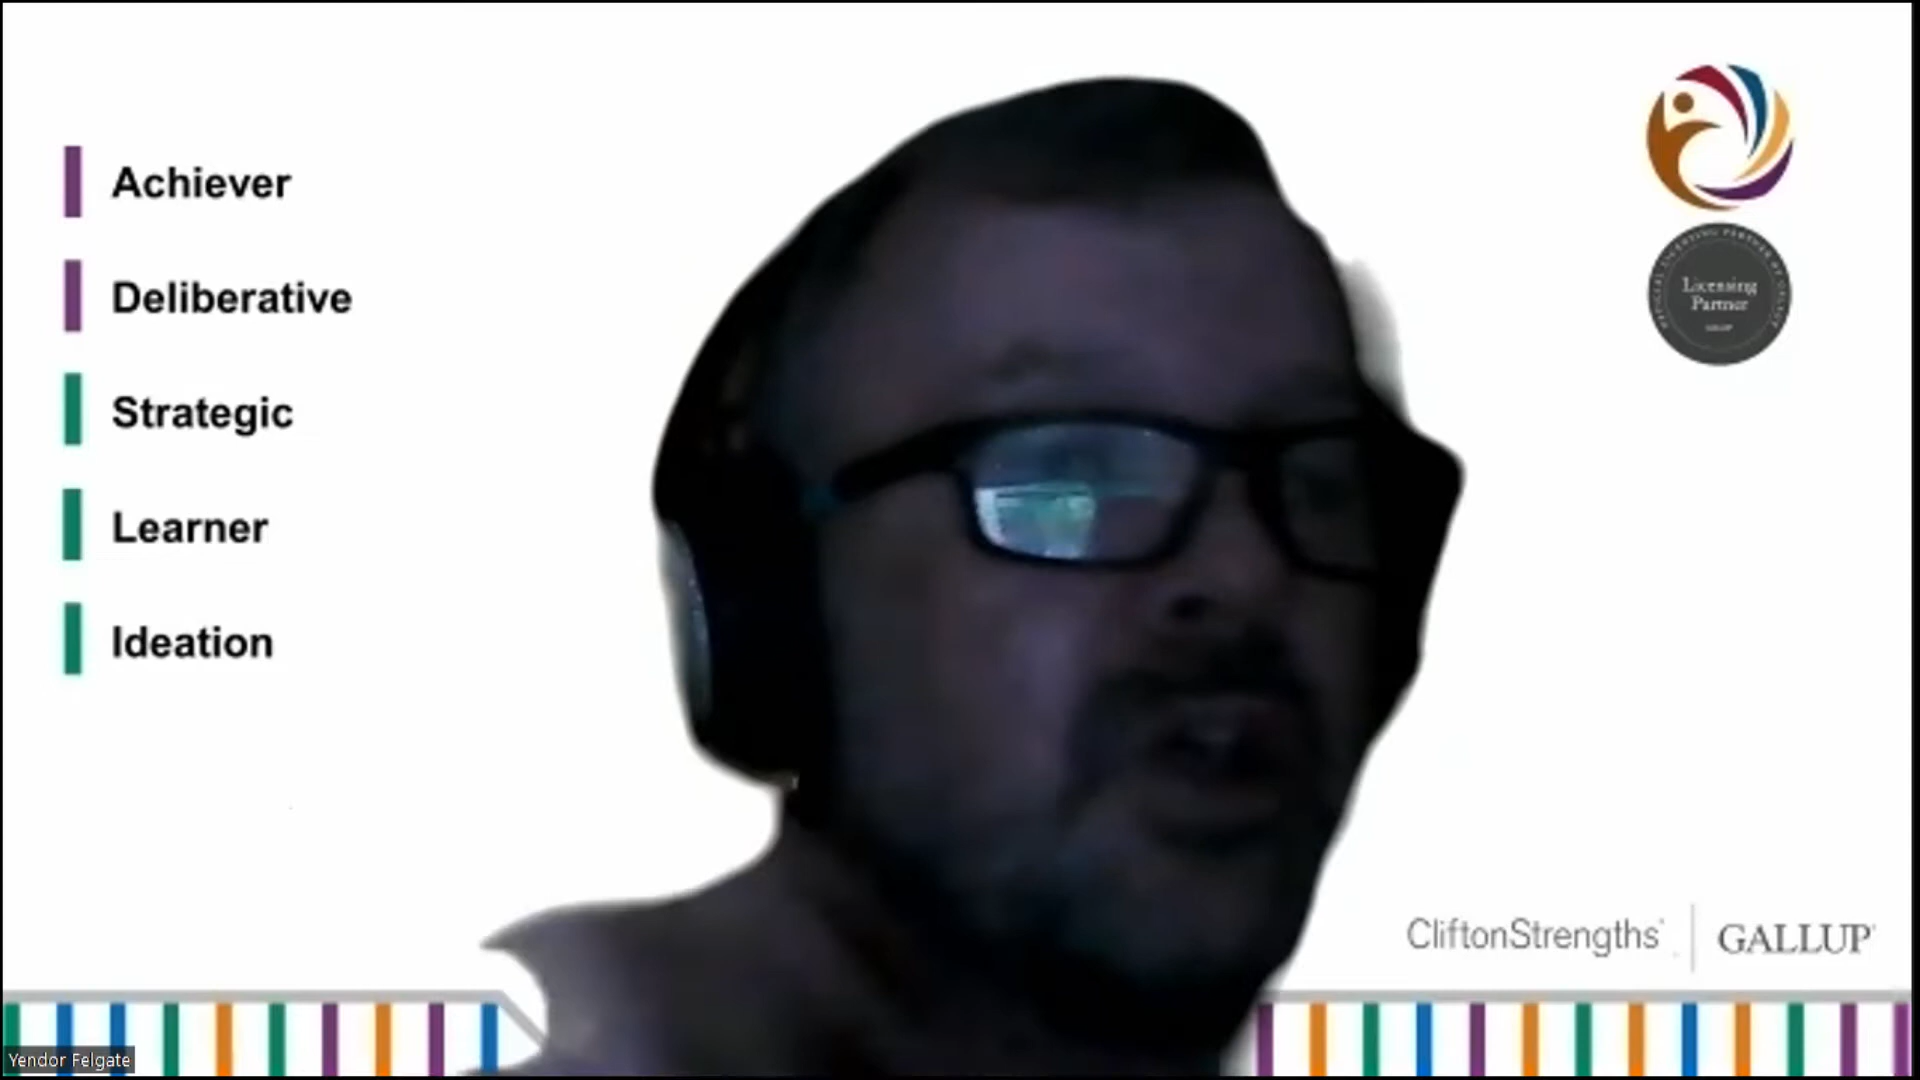 Achiever
Deliberative
Strategic
Learner
Ideation
Licensing
Partner
CliftonStrengths
GALLUP
Yendor Felgate